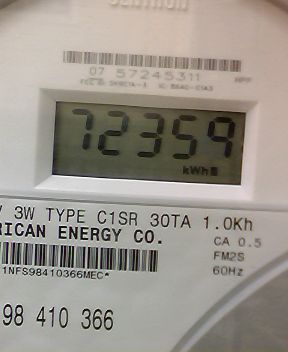 CENTRON
07 57245311
72359
kWh
V 3W TYPE C1SR 30TA 1.0Kh
RICAN ENERGY CO.
CA 0.5
FM2S
60Hz
1NFS98410366MEC*
98 410 366